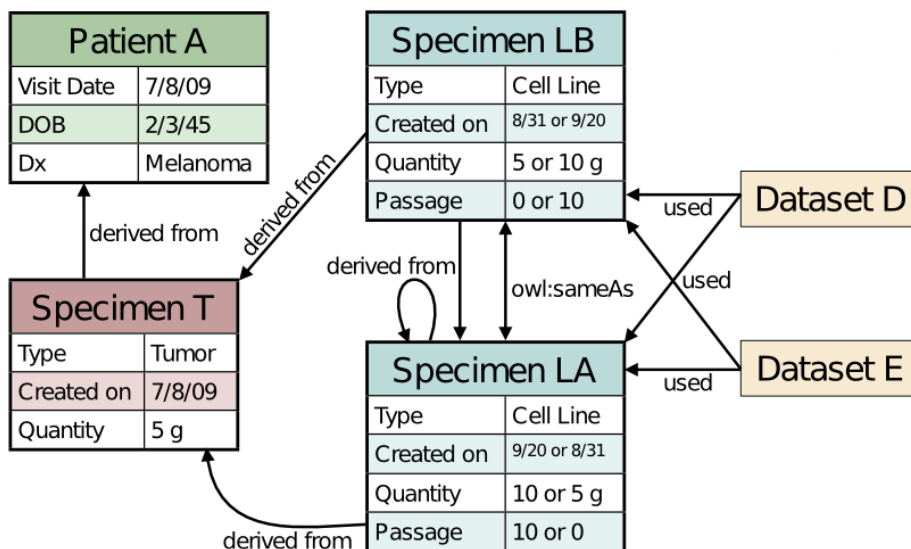 Patient A
Visit Date 7/8/09
DOB 2/3/45
Dx Melanoma
derived from
Specimen T
Type Tumor
Created on 7/8/09
Quantity 5 g
derived from
Specimen LB
Type Cell Line
Created on 8/31 or 9/20
Quantity 5 or 10 g
Passage 0 or 10
derived from
owl:sameAs
Specimen LA
Type Cell Line
Created on 9/20 or 8/31
Quantity 10 or 5 g
Passage 10 or 0
derived from
used
used
used
Dataset D
Dataset E